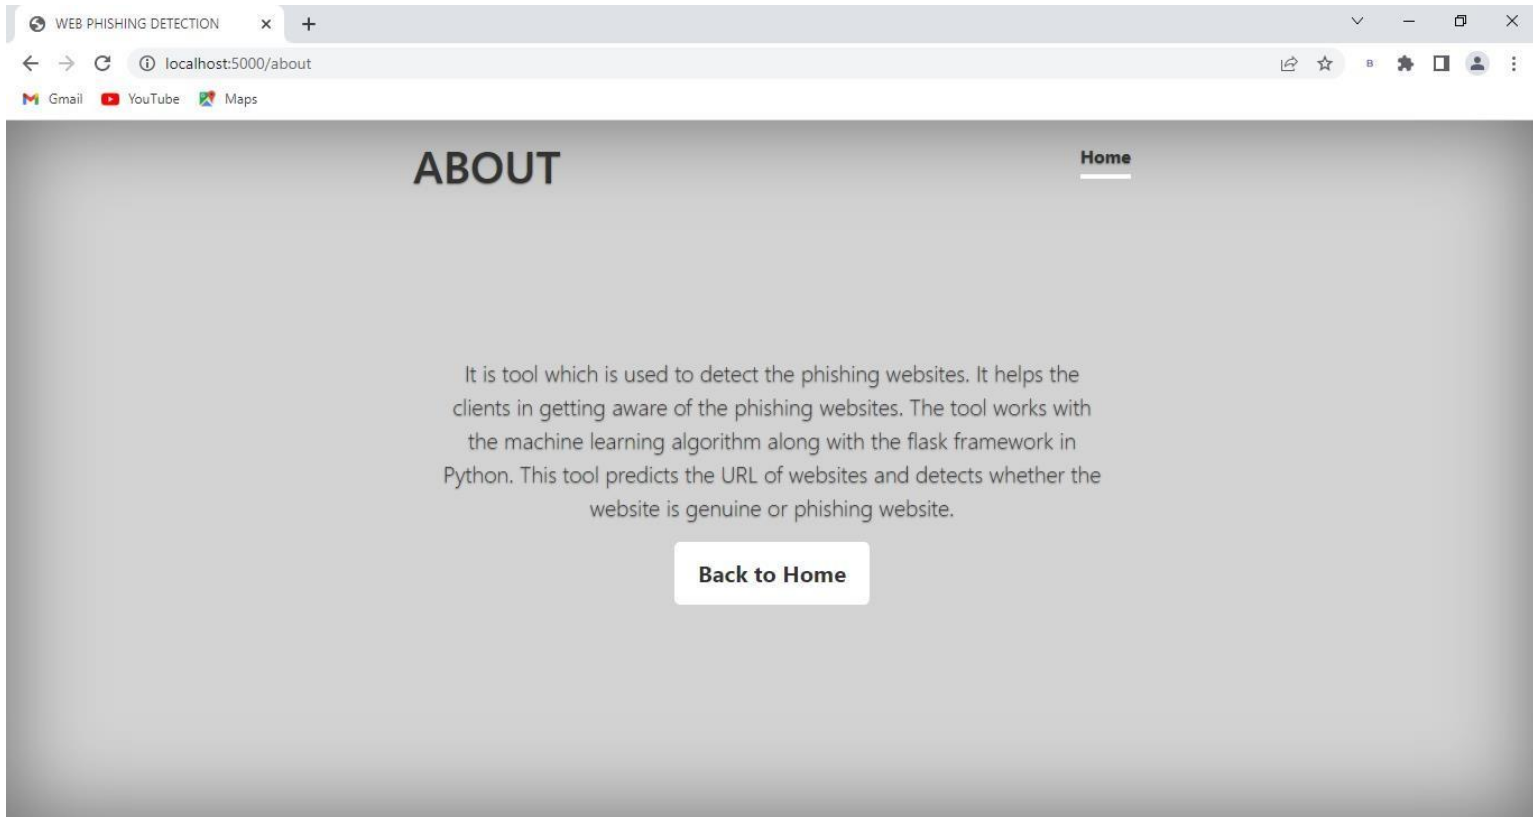 WEB PHISHING DETECTION
localhost:5000/about
B
Gmail YouTube Maps
ABOUT
Home
It is tool which is used to detect the phishing websites. It helps the
clients in getting aware of the phishing websites. The tool works with
the machine learning algorithm along with the flask framework in
Python. This tool predicts the URL of websites and detects whether the
website is genuine or phishing website.
Back to Home